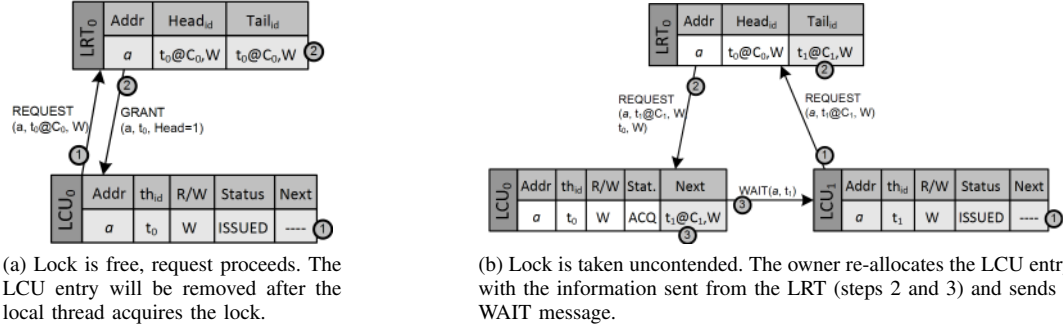 LRT₀
Addr Headid Tailid
a t₀@C₀,W t₀@C₀,W 2
2
REQUEST
(a, t₀@C₀, W)
GRANT
(a, t₀, Head=1)
1
LCU₀
Addr thid R/W Status Next
a t₀ W ISSUED ---- 1
(a) Lock is free, request proceeds. The
LCU entry will be removed after the
local thread acquires the lock.
LRT₀
Addr Headid Tailid
a t₀@C₀,W t₁@C₁,W
2 2
REQUEST
(a, t₁@C₁, W
t₀, W)
REQUEST
(a, t₁@C₁, W)
1
LCU₀
Addr thid R/W Stat. Next
a t₀ W ACQ t₁@C₁,W
3
WAIT(a, t₁)
3
LCU₁
Addr thid R/W Status Next
a t₁ W ISSUED ---- 1
(b) Lock is taken uncontended. The owner re-allocates the LCU entr
with the information sent from the LRT (steps 2 and 3) and sends
WAIT message.